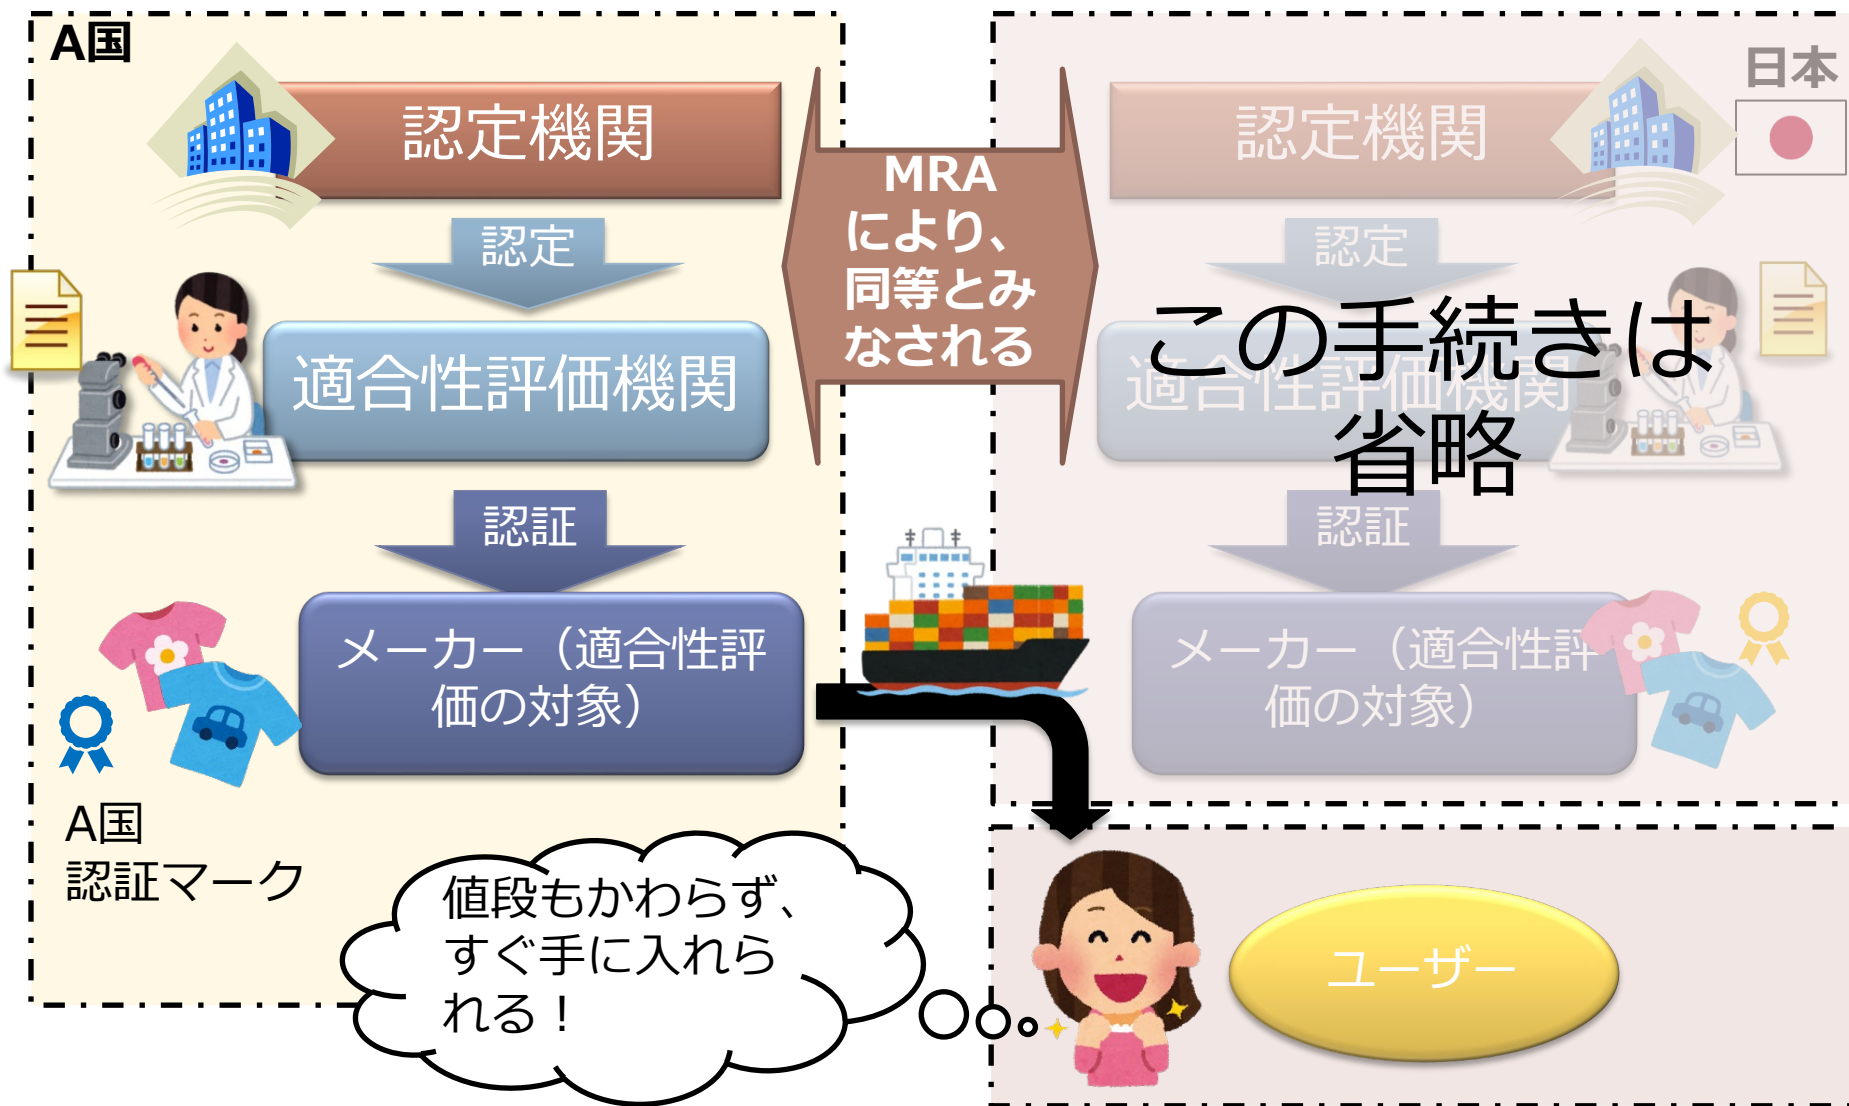 A国
認定機関
認定
適合性評価機関
認証
メーカー（適合性評
価の対象）
A国
認証マーク
MRA
により、
同等とみ
なされる
日本
認定機関
認定
適合性評価機関
この手続きは
省略
認証
メーカー（適合性評
価の対象）
値段もかわらず、
すぐ手に入れら
れる！
ユーザー